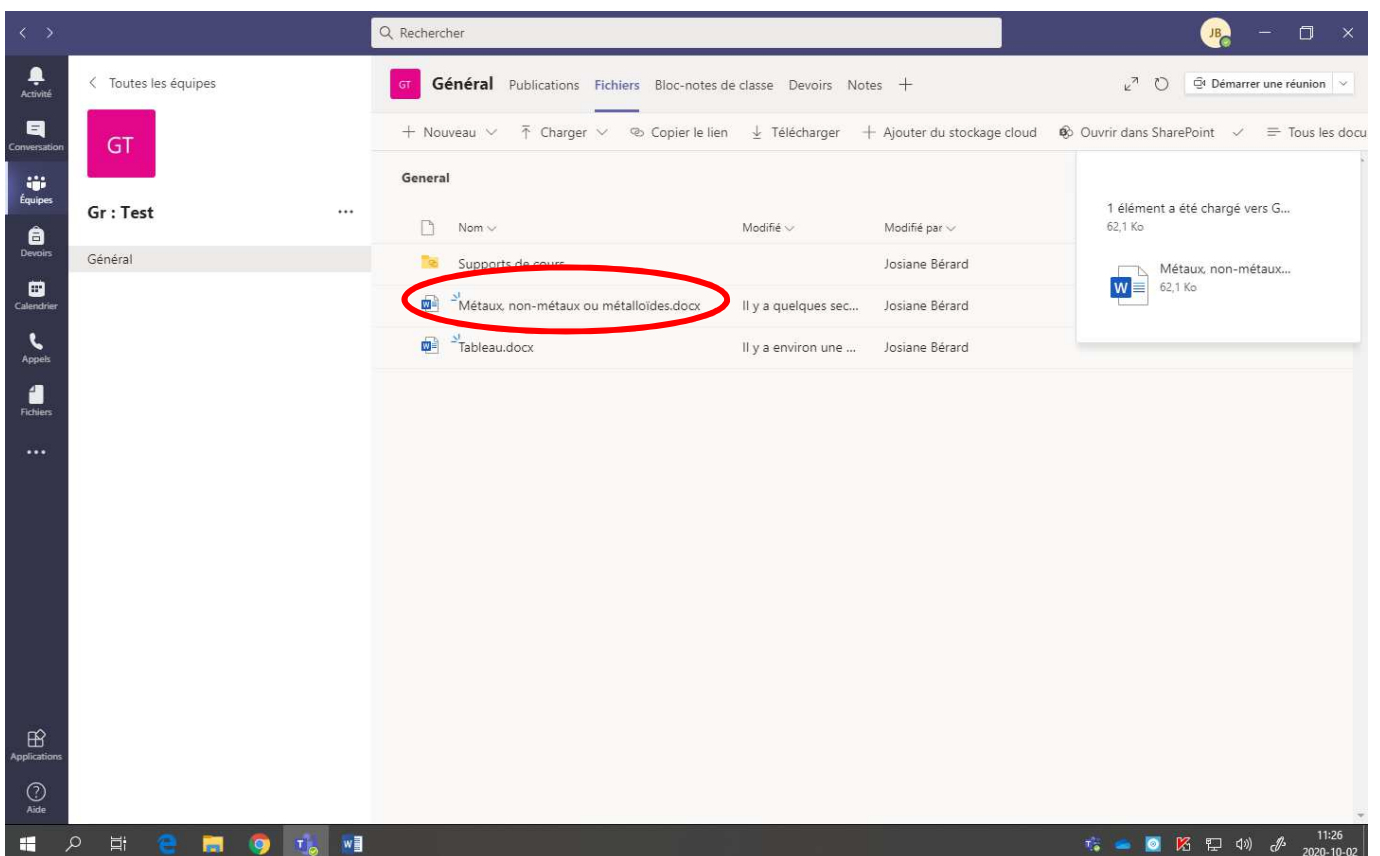 Rechercher
JB
Activité
Conversation
Équipes
Devoirs
Calendrier
Appels
Fichiers
Applications
Aide
Toutes les équipes
GT
Gr : Test
Général
GT Général Publications Fichiers Bloc-notes de classe Devoirs Notes
Démarrer une réunion
Nouveau Charger Copier le lien Télécharger Ajouter du stockage cloud Ouvrir dans SharePoint Tous les docu
General
Nom Modifié Modifié par
Supports de cours Josiane Bérard
Métaux, non-métaux ou métalloïdes.docx Il y a quelques sec... Josiane Bérard
Tableau.docx Il y a environ une ... Josiane Bérard
1 élément a été chargé vers G...
62,1 Ko
Métaux, non-métaux...
62,1 Ko
11:26
2020-10-02